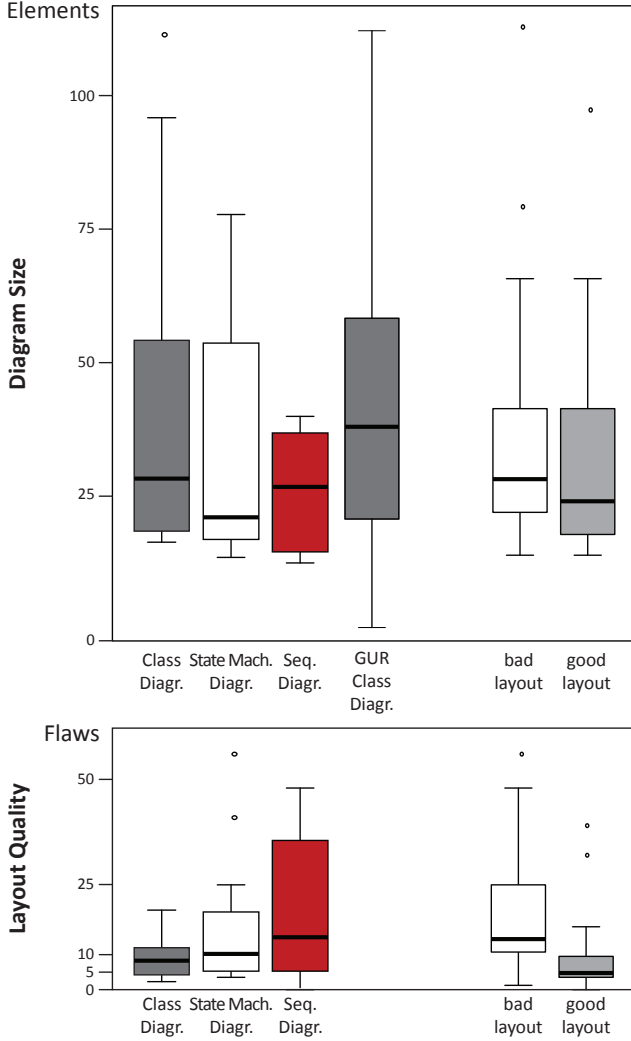 Elements
100
75
50
25
0
Diagram Size
Class
Diagr.
State Mach.
Diagr.
Seq.
Diagr.
GUR
Class
Diagr.
bad
layout
good
layout
Flaws
50
25
10
5
0
Layout Quality
Class
Diagr.
State Mach.
Diagr.
Seq.
Diagr.
bad
layout
good
layout